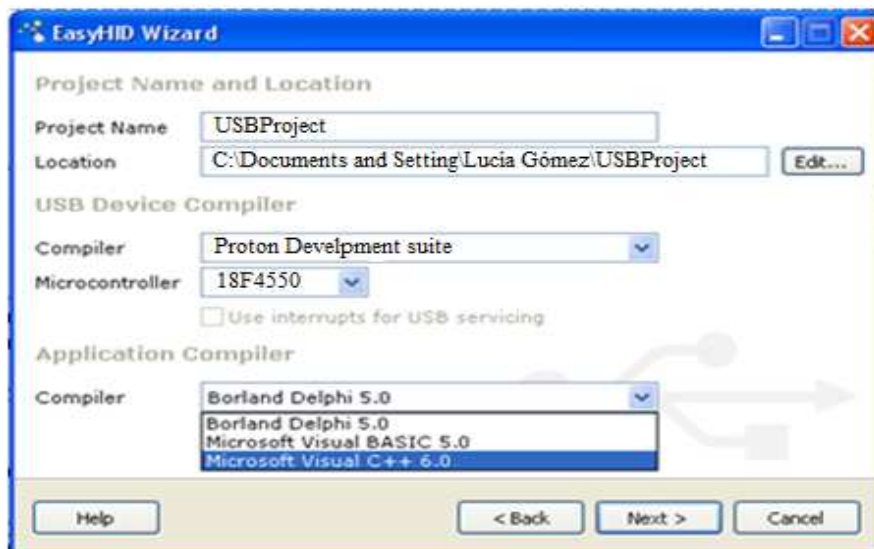 EasyHID Wizard
Project Name and Location
Project Name USBProject
Location C:\Documents and Setting\Lucia Gómez\USBProject Edit...
USB Device Compiler
Compiler Proton Develpment suite
Microcontroller 18F4550
Use interrupts for USB servicing
Application Compiler
Compiler Borland Delphi 5.0
Borland Delphi 5.0
Microsoft Visual BASIC 5.0
Microsoft Visual C++ 6.0
Help < Back Next > Cancel